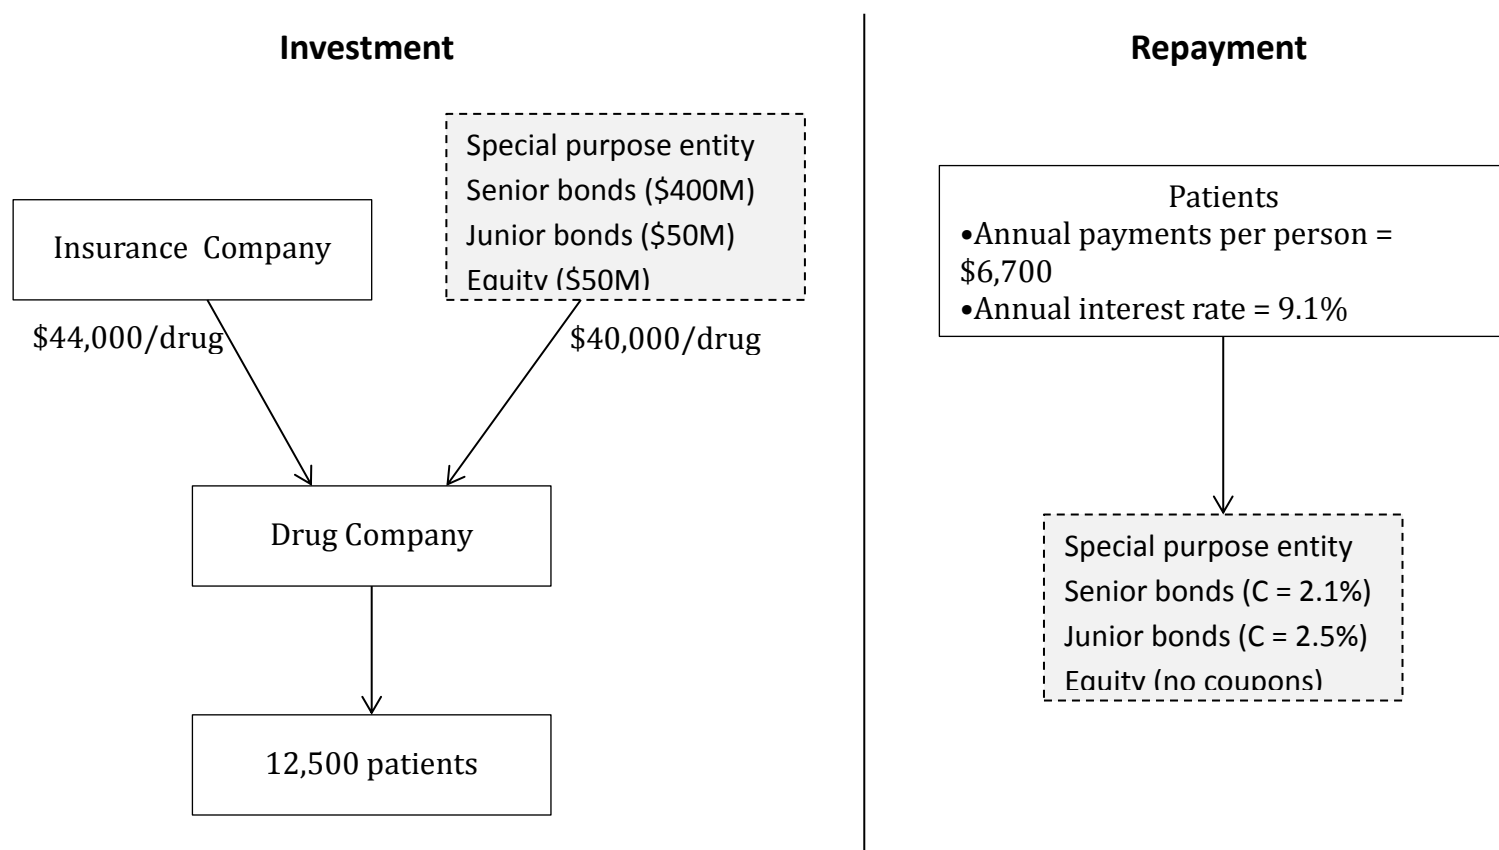 Investment
Insurance Company
Special purpose entity
Senior bonds ($400M)
Junior bonds ($50M)
Equity ($50M)
$44,000/drug
$40,000/drug
Drug Company
12,500 patients
Repayment
Patients
•Annual payments per person =
$6,700
•Annual interest rate = 9.1%
Special purpose entity
Senior bonds (C = 2.1%)
Junior bonds (C = 2.5%)
Equity (no coupons)